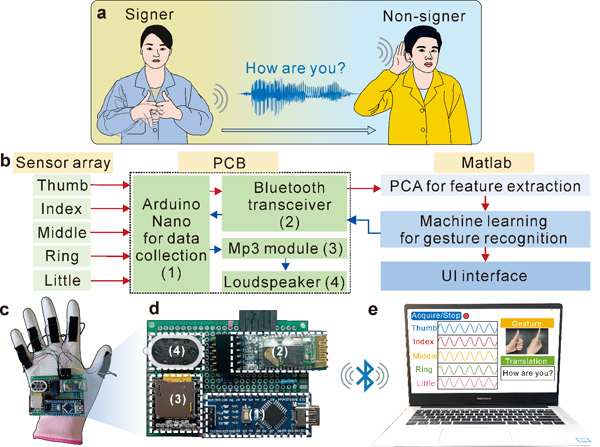 a
Signer
Non-signer
How are you?
b
Sensor array
PCB
Matlab
Thumb
Index
Middle
Ring
Little
Arduino
Nano
for data
collection
(1)
Bluetooth
transceiver
(2)
Mp3 module (3)
Loudspeaker (4)
PCA for feature extraction
Machine learning
for gesture recognition
UI interface
c
d
(4)
(2)
(3)
(1)
e
Acquire/Stop
Thumb
Index
Middle
Ring
Little
Gesture
Translation
How are you?